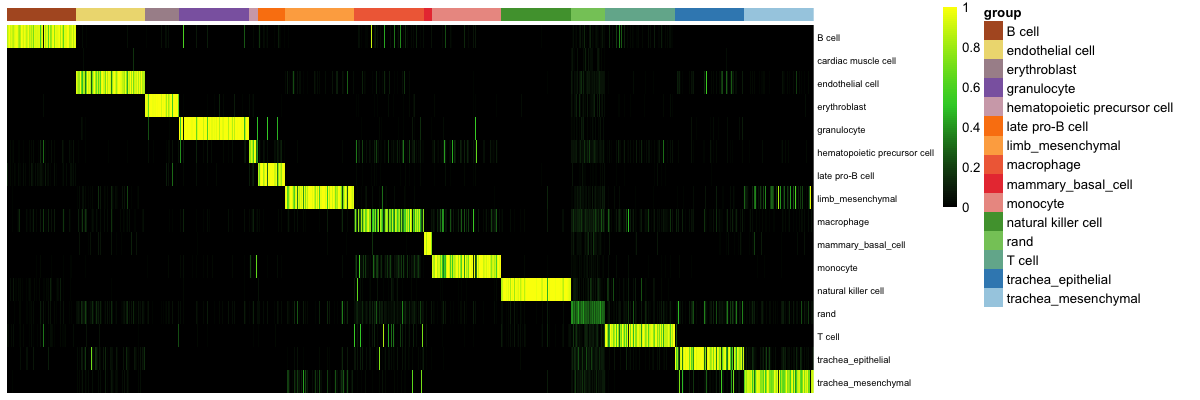 B cell
cardiac muscle cell
endothelial cell
erythroblast
granulocyte
hematopoietic precursor cell
late pro-B cell
limb_mesenchymal
macrophage
mammary_basal_cell
monocyte
natural killer cell
rand
T cell
trachea_epithelial
trachea_mesenchymal
1
0.8
0.6
0.4
0.2
0
group
B cell
endothelial cell
erythroblast
granulocyte
hematopoietic precursor cell
late pro-B cell
limb_mesenchymal
macrophage
mammary_basal_cell
monocyte
natural killer cell
rand
T cell
trachea_epithelial
trachea_mesenchymal